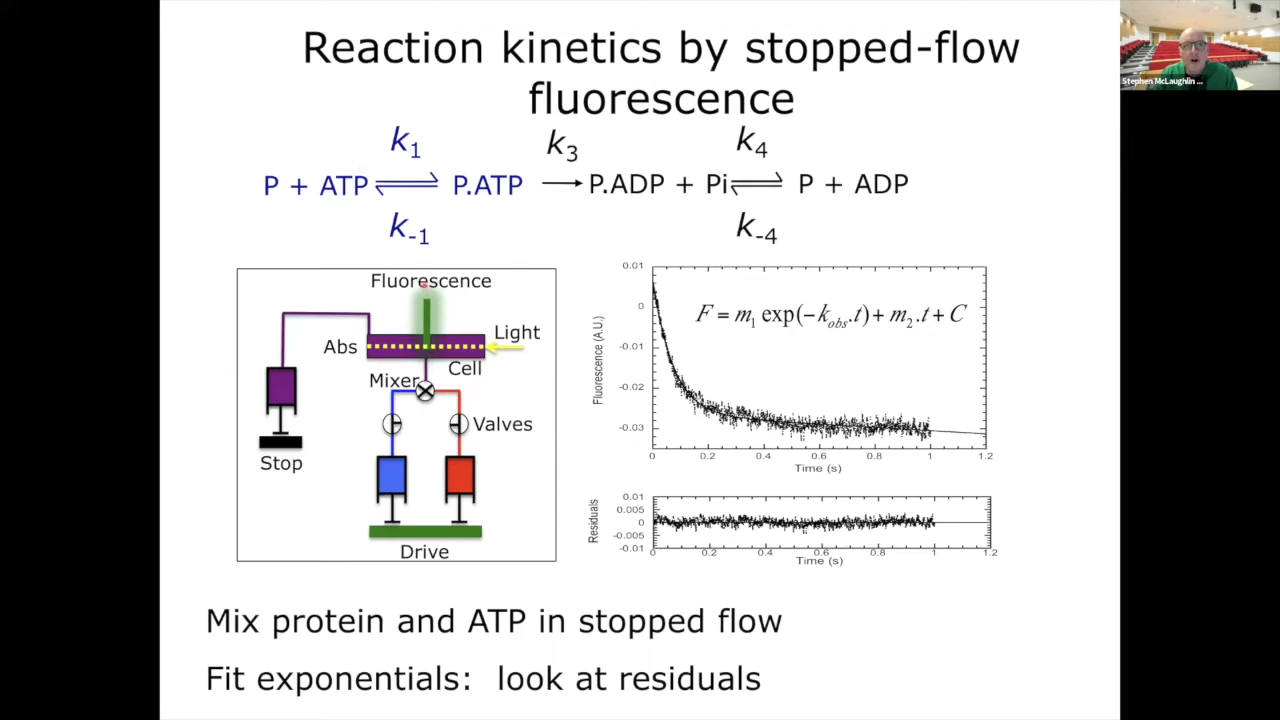 Reaction kinetics by stopped-flow
fluorescence
Stephen McLaughlin ...
k1 k3 k4
P + ATP ⇌ P.ATP → P.ADP + Pi ⇌ P + ADP
k-1 k-4
Fluorescence
Light
Abs
Cell
Mixer
Valves
Stop
Drive
F = m1 exp(−kobs.t) + m2.t + C
Fluorescence (A.U.)
0.01
0
-0.01
-0.02
-0.03
0 0.2 0.4 0.6 0.8 1 1.2
Time (s)
Residuals
0.01
0.005
0
-0.005
-0.01
0 0.2 0.4 0.6 0.8 1 1.2
Time (s)
Mix protein and ATP in stopped flow
Fit exponentials: look at residuals